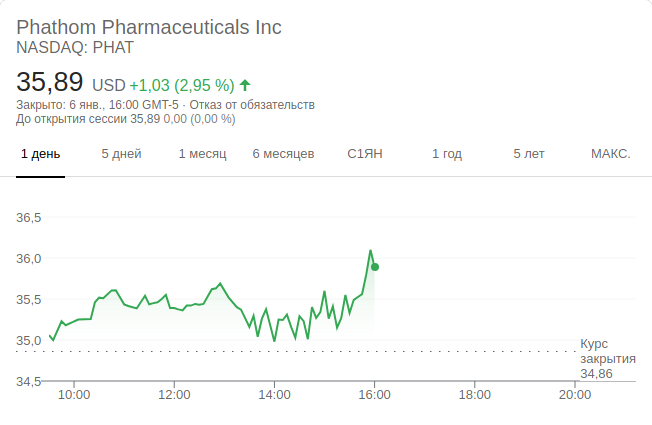 Phathom Pharmaceuticals Inc
NASDAQ: PHAT
35,89 USD +1,03 (2,95 %)
Закрыто: 6 янв., 16:00 GMT-5 · Отказ от обязательств
До открытия сессии 35,89 0,00 (0,00 %)
1 день 5 дней 1 месяц 6 месяцев С1ЯН 1 год 5 лет МАКС.
36,5
36,0
35,5
35,0
Курс
закрытия
34,86
34,5
10:00 12:00 14:00 16:00 18:00 20:00